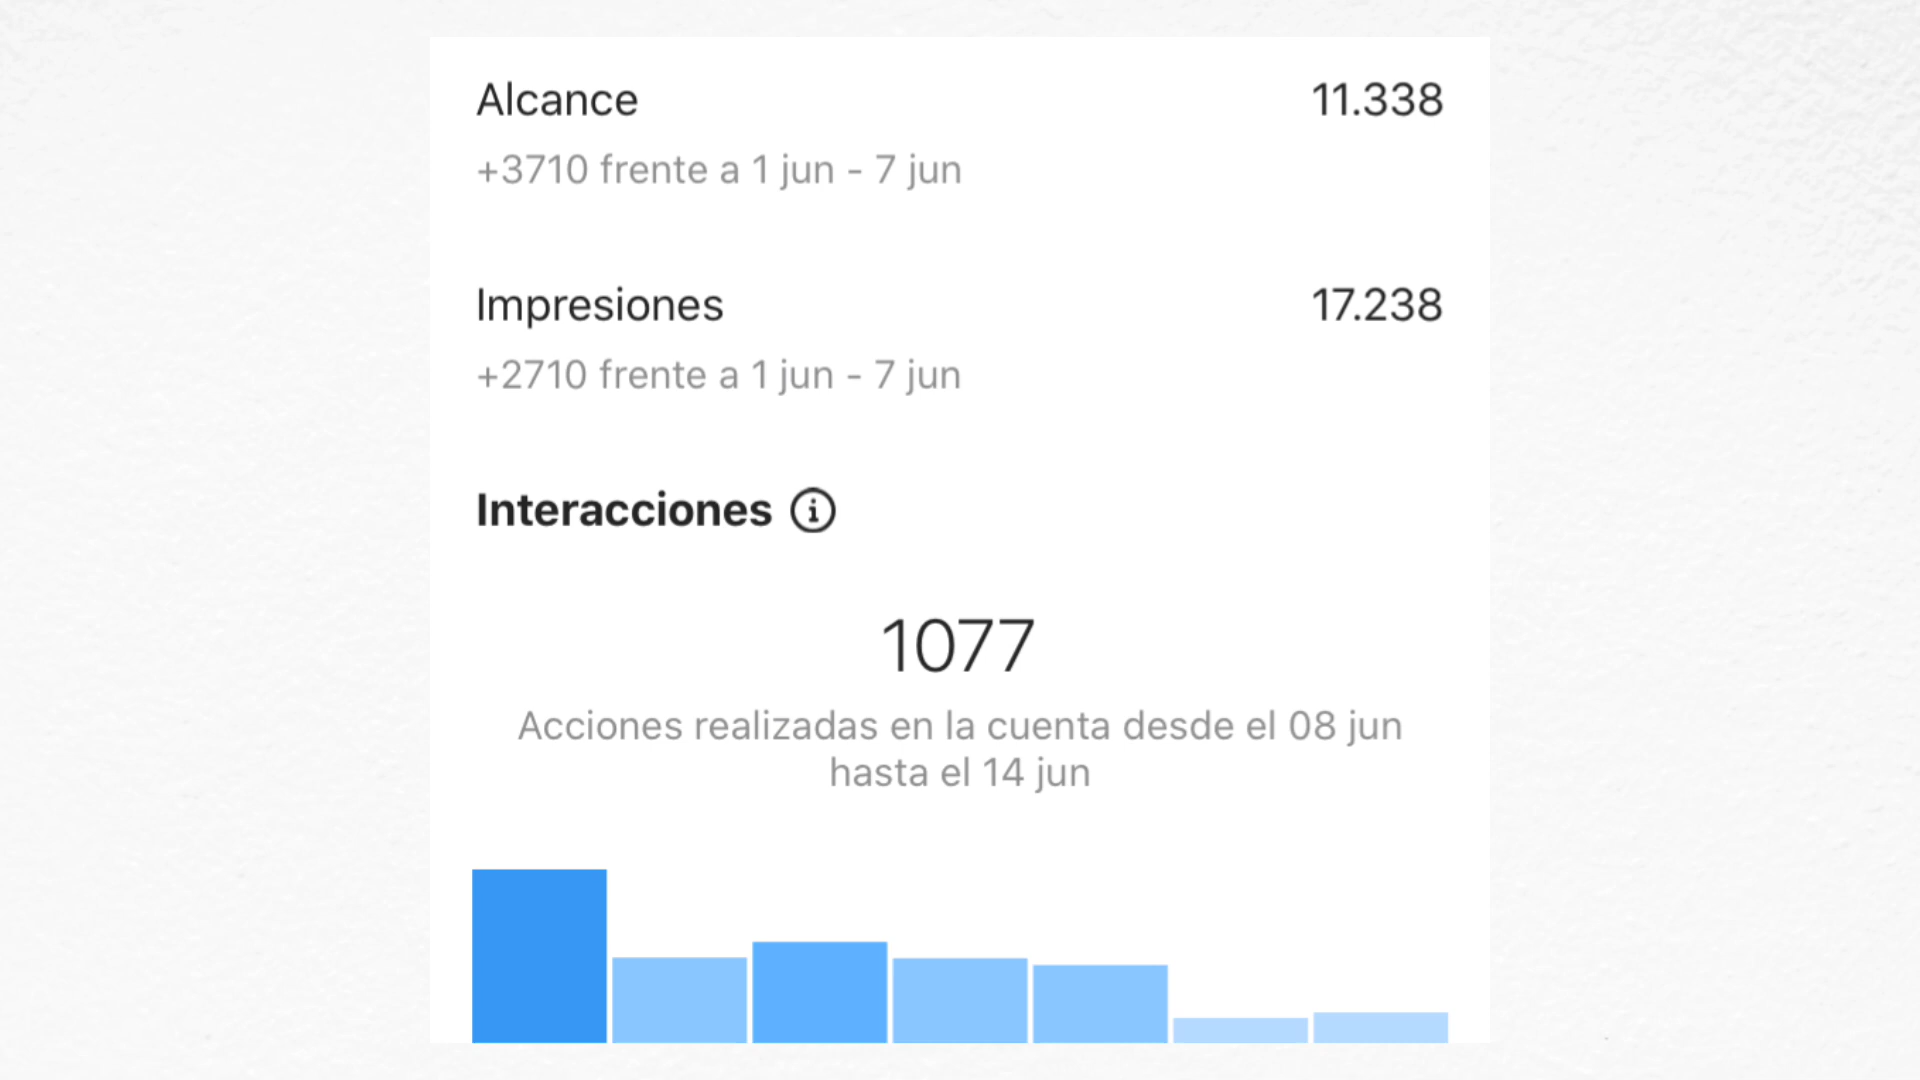 Alcance 11.338
+3710 frente a 1 jun - 7 jun
Impresiones 17.238
+2710 frente a 1 jun - 7 jun
Interacciones
1077
Acciones realizadas en la cuenta desde el 08 jun
hasta el 14 jun